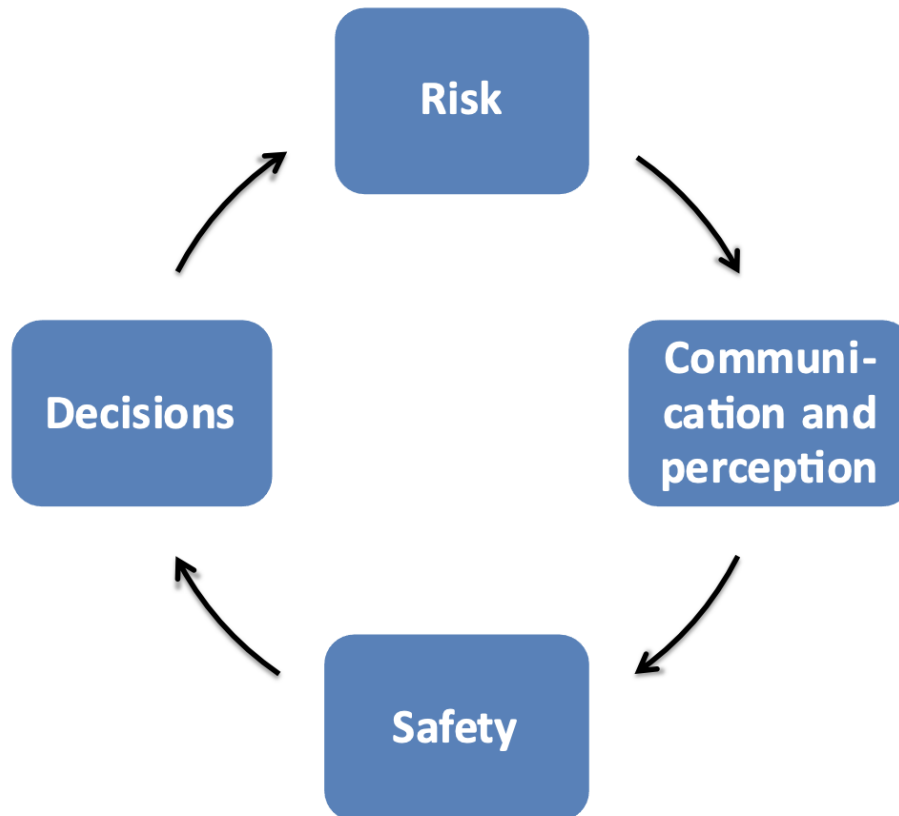 Risk
Communi-
cation and
perception
Decisions
Safety